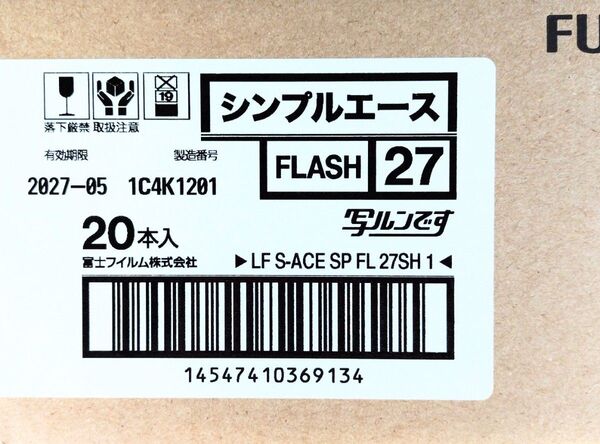 FU
シンプルエース
19
落下厳禁 取扱注意
FLASH 27
有効期限 製造番号
2027-05 1C4K1201
写ルンです
20本入
富士フイルム株式会社
▶LF S-ACE SP FL 27SH 1◀
14547410369134